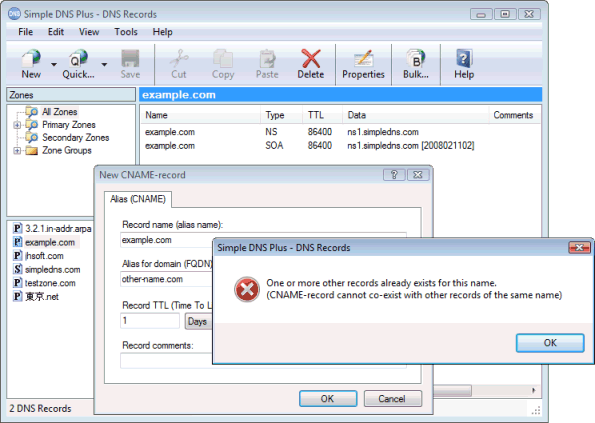 Simple DNS Plus - DNS Records
File Edit View Tools Help
New Quick... Save Cut Copy Paste Delete Properties Bulk... Help
Zones
All Zones
Primary Zones
Secondary Zones
Zone Groups
3.2.1.in-addr.arpa
example.com
jhsoft.com
simpledns.com
testzone.com
東京.net
example.com
Name Type TTL Data Comments
example.com NS 86400 ns1.simpledns.com
example.com SOA 86400 ns1.simpledns.com [2008021102]
New CNAME-record
Alias (CNAME)
Record name (alias name):
example.com
Alias for domain (FQDN)
other-name.com
Record TTL (Time To L
1 Days
Record comments:
OK Cancel
Simple DNS Plus - DNS Records
One or more other records already exists for this name.
(CNAME-record cannot co-exist with other records of the same name)
OK
2 DNS Records